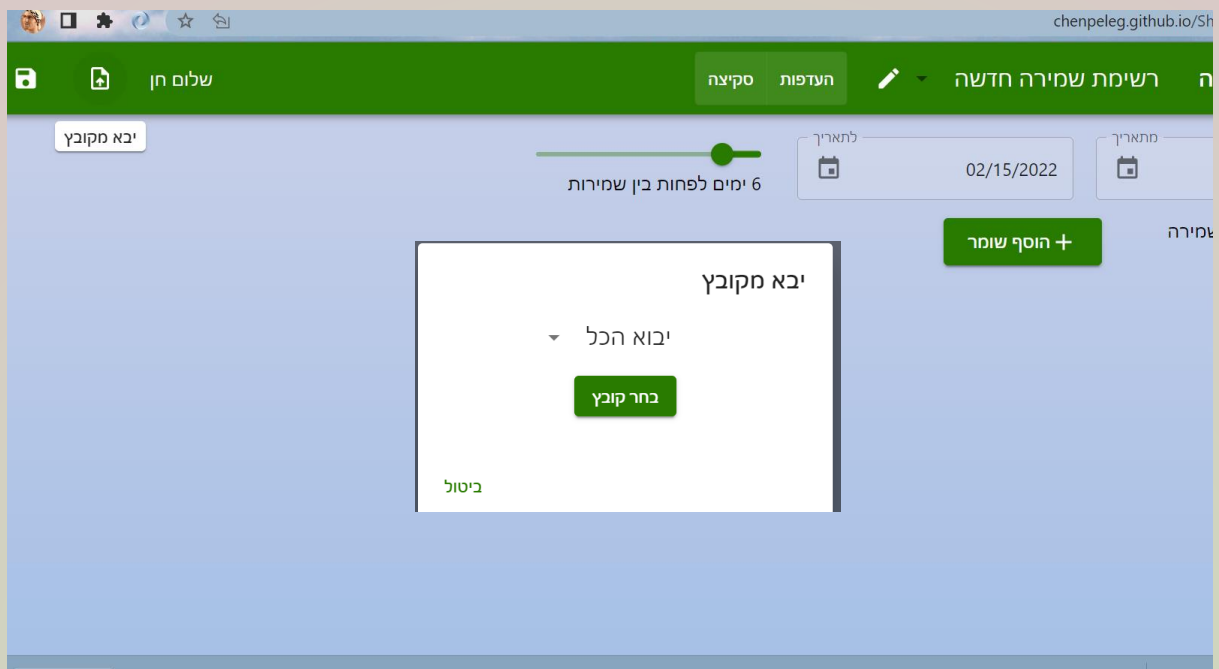 chenpeleg.github.io/Sh
רשימת שמירה חדשה
העדפות
סקיצה
שלום חן
יבא מקובץ
מתאריך
לתאריך
02/15/2022
6 ימים לפחות בין שמירות
שמירה
+ הוסף שומר
יבא מקובץ
יבוא הכל
בחר קובץ
ביטול